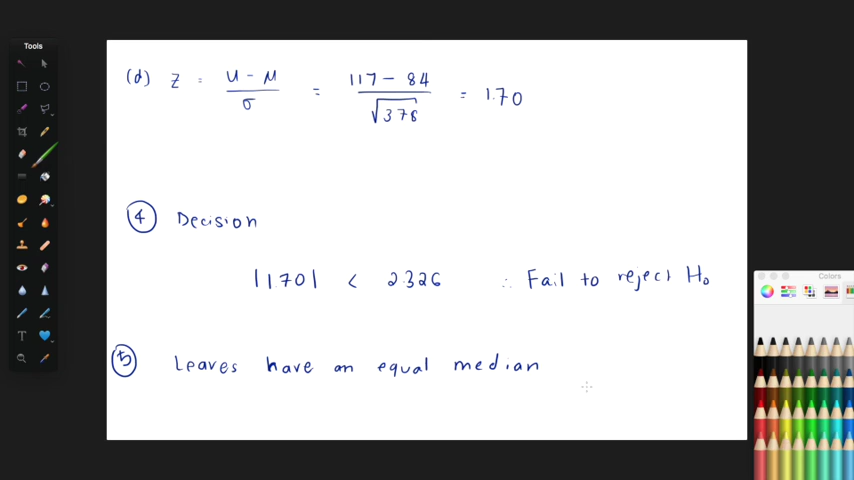 Tools
(d) Z = U - M / σ = 117 - 84 / √378 = 1.70
④ Decision
|1.70| < 2.326 ∴ Fail to reject H₀
⑤ Leaves have an equal median
Colors